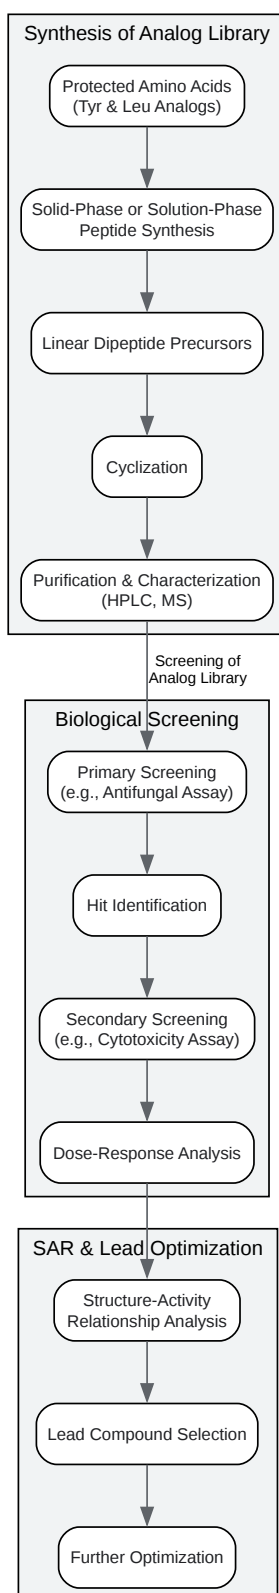 Synthesis of Analog Library
Protected Amino Acids
(Tyr & Leu Analogs)
Solid-Phase or Solution-Phase
Peptide Synthesis
Linear Dipeptide Precursors
Cyclization
Purification & Characterization
(HPLC, MS)
Screening of
Analog Library
Biological Screening
Primary Screening
(e.g., Antifungal Assay)
Hit Identification
Secondary Screening
(e.g., Cytotoxicity Assay)
Dose-Response Analysis
SAR & Lead Optimization
Structure-Activity
Relationship Analysis
Lead Compound Selection
Further Optimization